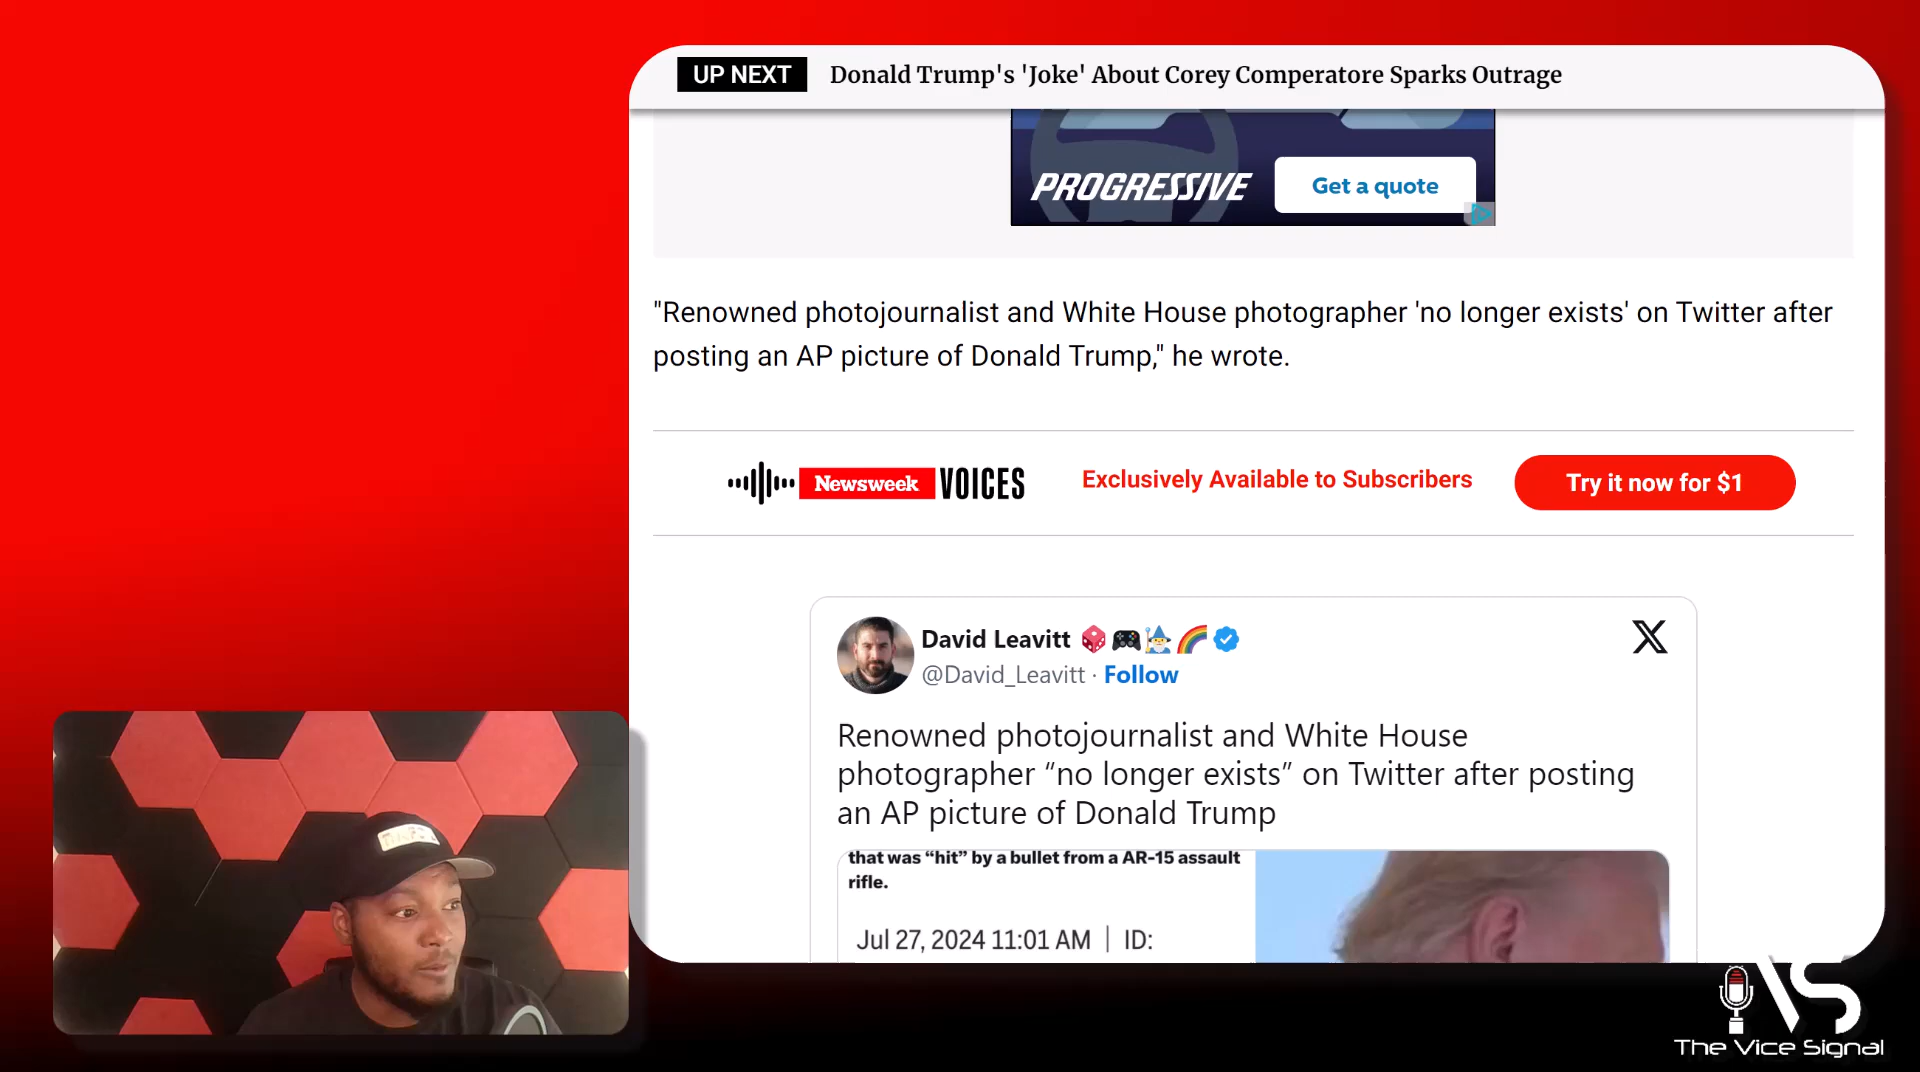 UP NEXT Donald Trump's 'Joke' About Corey Comperatore Sparks Outrage
PROGRESSIVE Get a quote
"Renowned photojournalist and White House photographer 'no longer exists' on Twitter after
posting an AP picture of Donald Trump," he wrote.
Newsweek VOICES Exclusively Available to Subscribers Try it now for $1
David Leavitt
@David_Leavitt · Follow
Renowned photojournalist and White House
photographer “no longer exists” on Twitter after posting
an AP picture of Donald Trump
that was “hit” by a bullet from a AR-15 assault
rifle.
Jul 27, 2024 11:01 AM | ID:
VS
The Vice Signal